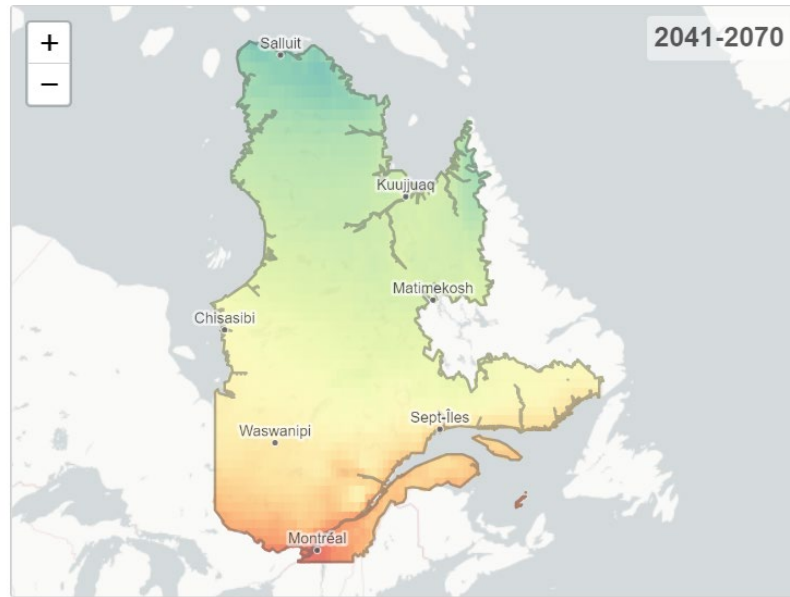 +
2041-2070
−
Salluit
Kuujjuaq
Matimekosh
Chisasibi
Sept-Îles
Waswanipi
Montréal